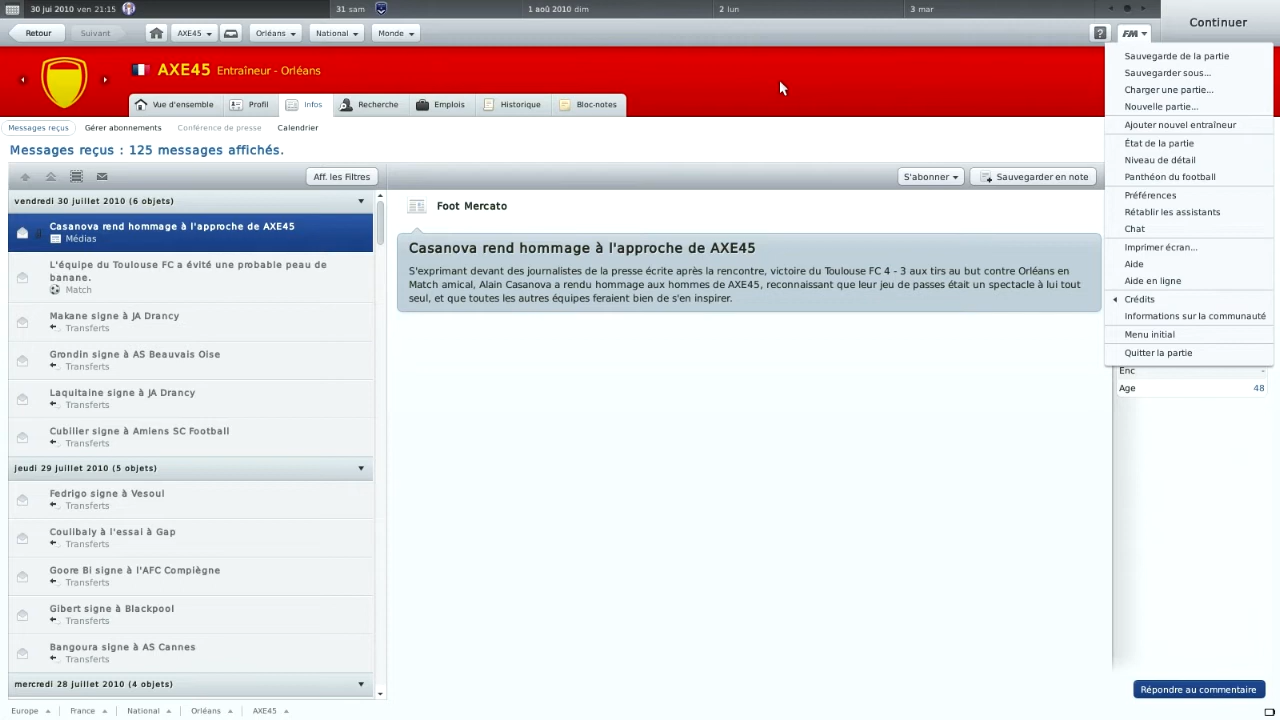 30 jui 2010 ven 21:15
31 sam
1 aoû 2010 dim
2 lun
3 mar
Continuer
Retour
Suivant
AXE45
Orléans
National
Monde
?
FM
AXE45 Entraîneur - Orléans
Vue d'ensemble
Profil
Infos
Recherche
Emplois
Historique
Bloc-notes
Messages reçus
Gérer abonnements
Conférence de presse
Calendrier
Messages reçus : 125 messages affichés.
Aff. les Filtres
S'abonner
Sauvegarder en note
vendredi 30 juillet 2010 (6 objets)
Casanova rend hommage à l'approche de AXE45
Médias
L'équipe du Toulouse FC a évité une probable peau de
banane.
Match
Makane signe à JA Drancy
Transferts
Grondin signe à AS Beauvais Oise
Transferts
Laquitaine signe à JA Drancy
Transferts
Cubilier signe à Amiens SC Football
Transferts
jeudi 29 juillet 2010 (5 objets)
Fedrigo signe à Vesoul
Transferts
Coulibaly à l'essai à Gap
Transferts
Goore Bi signe à l'AFC Compiègne
Transferts
Gibert signe à Blackpool
Transferts
Bangoura signe à AS Cannes
Transferts
mercredi 28 juillet 2010 (4 objets)
Foot Mercato
Casanova rend hommage à l'approche de AXE45
S'exprimant devant des journalistes de la presse écrite après la rencontre, victoire du Toulouse FC 4 - 3 aux tirs au but contre Orléans en
Match amical, Alain Casanova a rendu hommage aux hommes de AXE45, reconnaissant que leur jeu de passes était un spectacle à lui tout
seul, et que toutes les autres équipes feraient bien de s'en inspirer.
Sauvegarde de la partie
Sauvegarder sous...
Charger une partie...
Nouvelle partie...
Ajouter nouvel entraîneur
État de la partie
Niveau de détail
Panthéon du football
Préférences
Rétablir les assistants
Chat
Imprimer écran...
Aide
Aide en ligne
Crédits
Informations sur la communauté
Menu initial
Quitter la partie
Enc -
Age 48
Répondre au commentaire
Europe
France
National
Orléans
AXE45